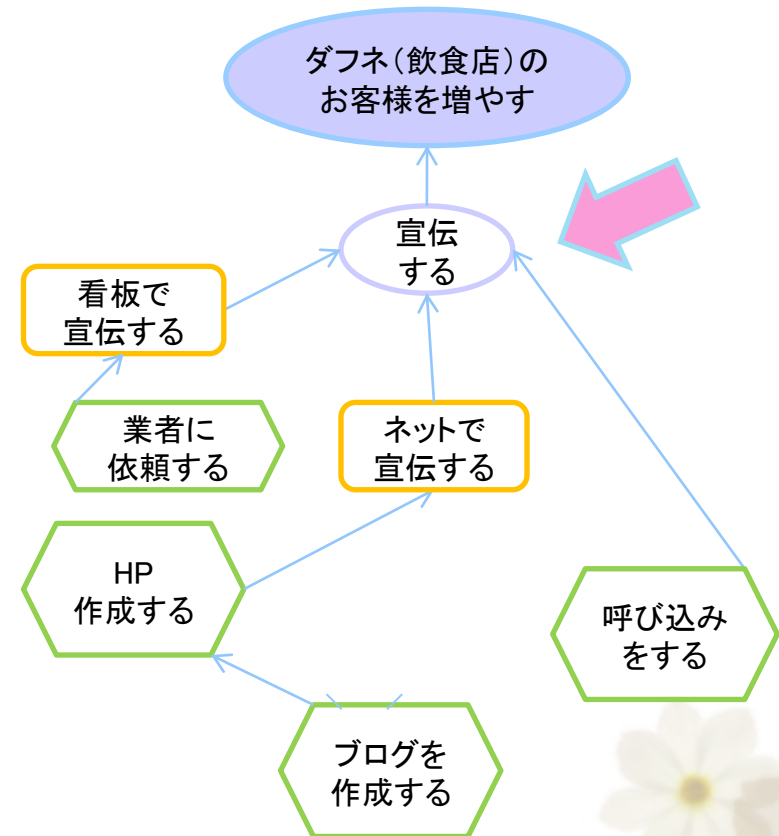 ダフネ(飲食店)の
お客様を増やす
宣伝
する
看板で
宣伝する
業者に
依頼する
ネットで
宣伝する
HP
作成する
呼び込み
をする
ブログを
作成する